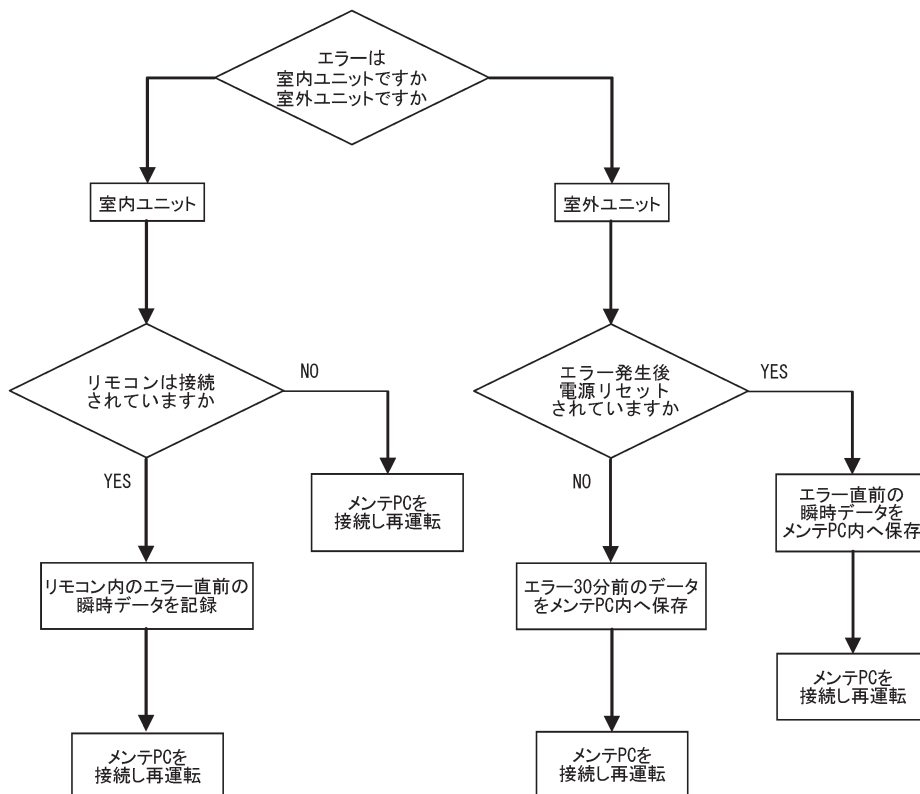 エラーは
室内ユニットですか
室外ユニットですか
室内ユニット
室外ユニット
リモコンは接続
されていますか
NO
YES
エラー発生後
電源リセット
されていますか
YES
NO
メンテPCを
接続し再運転
エラー直前の
瞬時データを
メンテPC内へ保存
リモコン内のエラー直前の
瞬時データを記録
エラー30分前のデータ
をメンテPC内へ保存
メンテPCを
接続し再運転
メンテPCを
接続し再運転
メンテPCを
接続し再運転